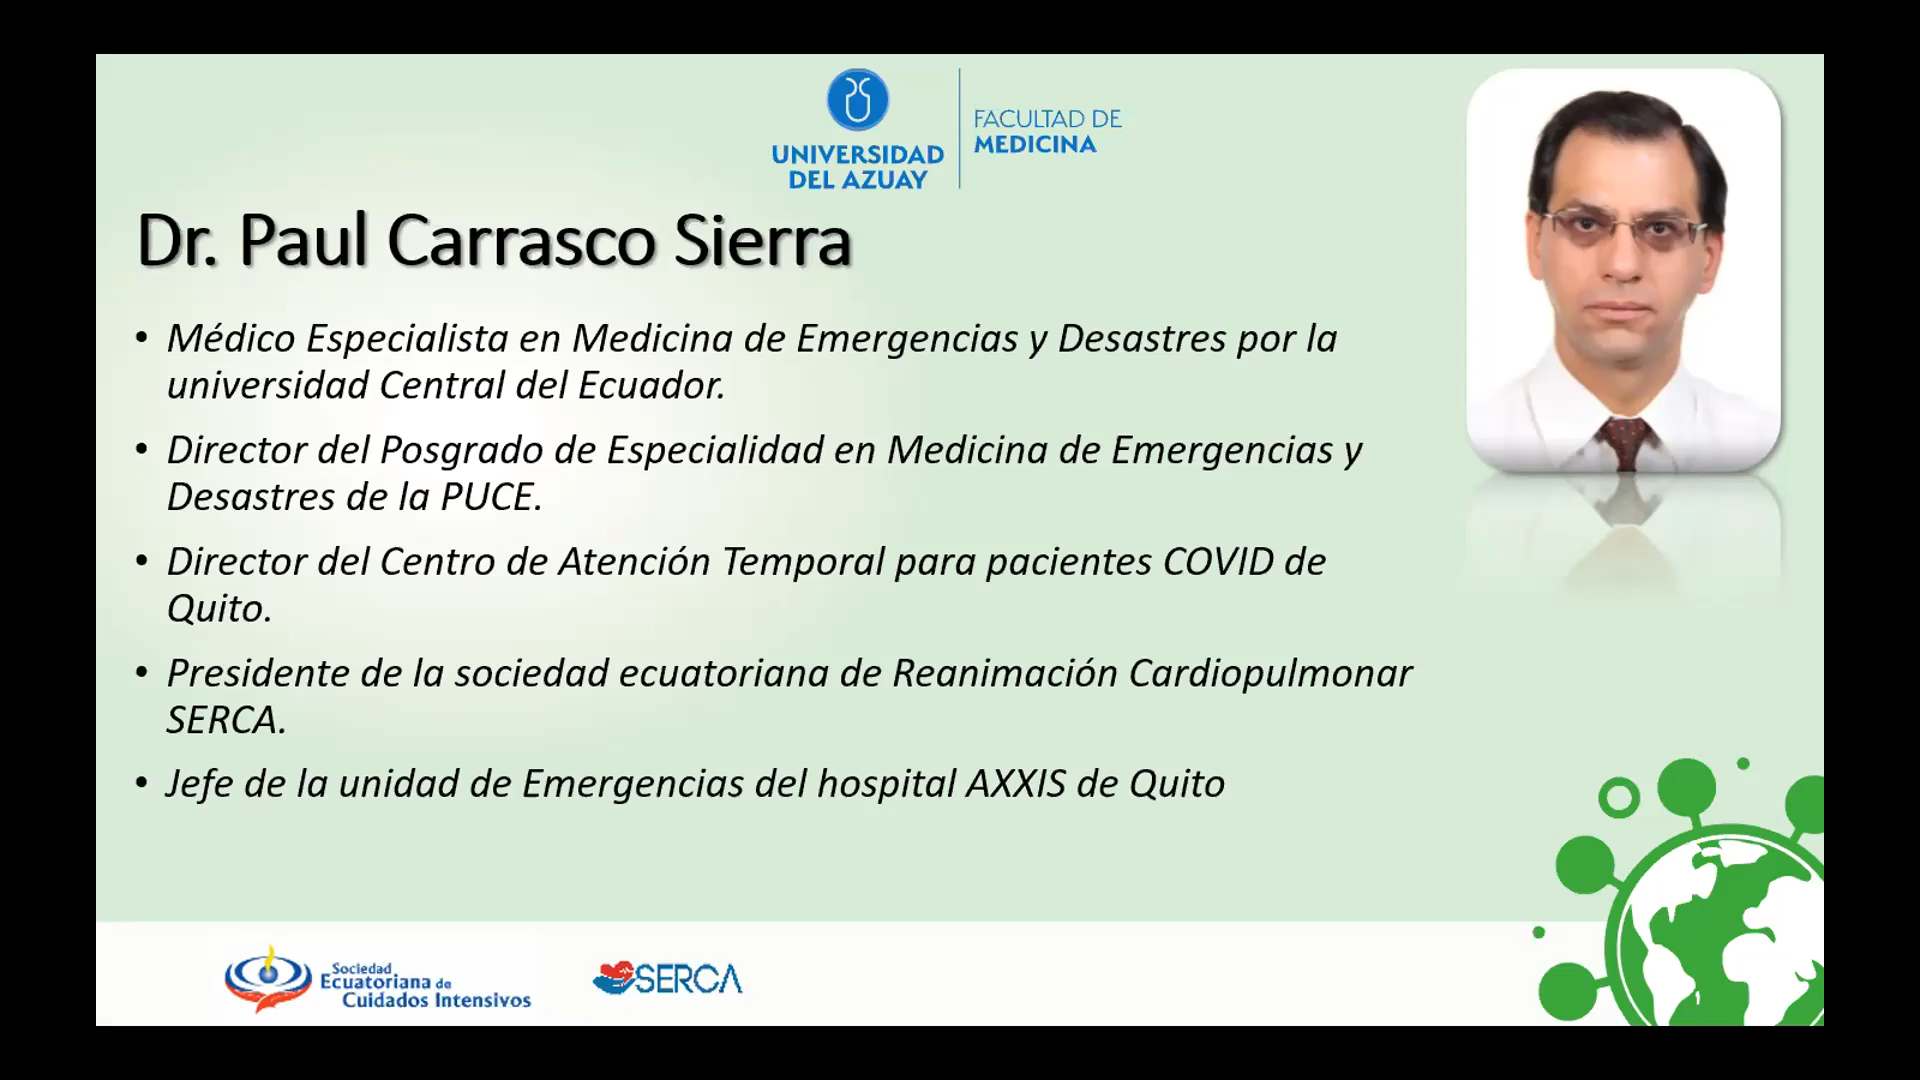 UNIVERSIDAD
DEL AZUAY
FACULTAD DE
MEDICINA
Dr. Paul Carrasco Sierra
• Médico Especialista en Medicina de Emergencias y Desastres por la
universidad Central del Ecuador.
• Director del Posgrado de Especialidad en Medicina de Emergencias y
Desastres de la PUCE.
• Director del Centro de Atención Temporal para pacientes COVID de
Quito.
• Presidente de la sociedad ecuatoriana de Reanimación Cardiopulmonar
SERCA.
• Jefe de la unidad de Emergencias del hospital AXXIS de Quito
Sociedad
Ecuatoriana de
Cuidados Intensivos
SERCA